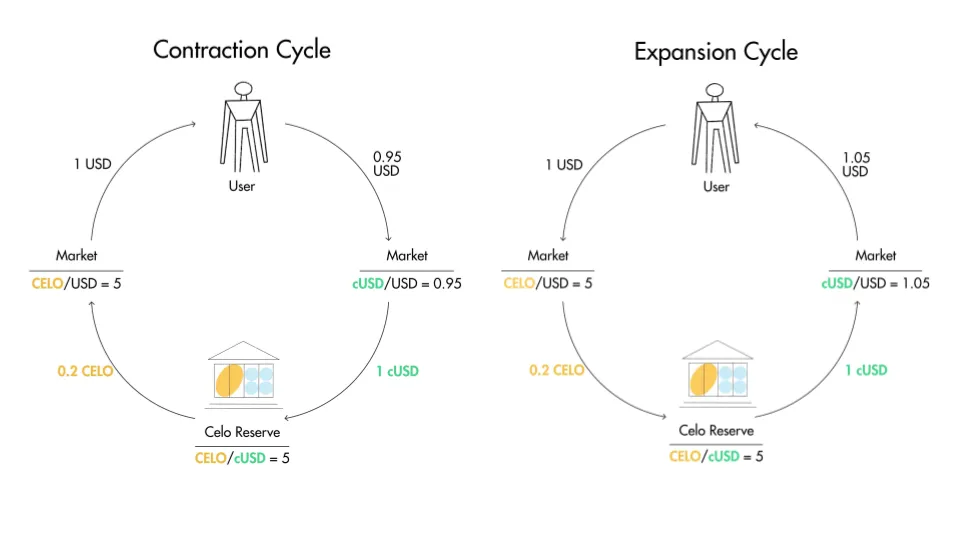 Contraction Cycle
User
1 USD
0.95
USD
Market
CELO/USD = 5
Market
cUSD/USD = 0.95
0.2 CELO
1 cUSD
Celo Reserve
CELO/cUSD = 5
Expansion Cycle
User
1 USD
1.05
USD
Market
CELO/USD = 5
Market
cUSD/USD = 1.05
0.2 CELO
1 cUSD
Celo Reserve
CELO/cUSD = 5